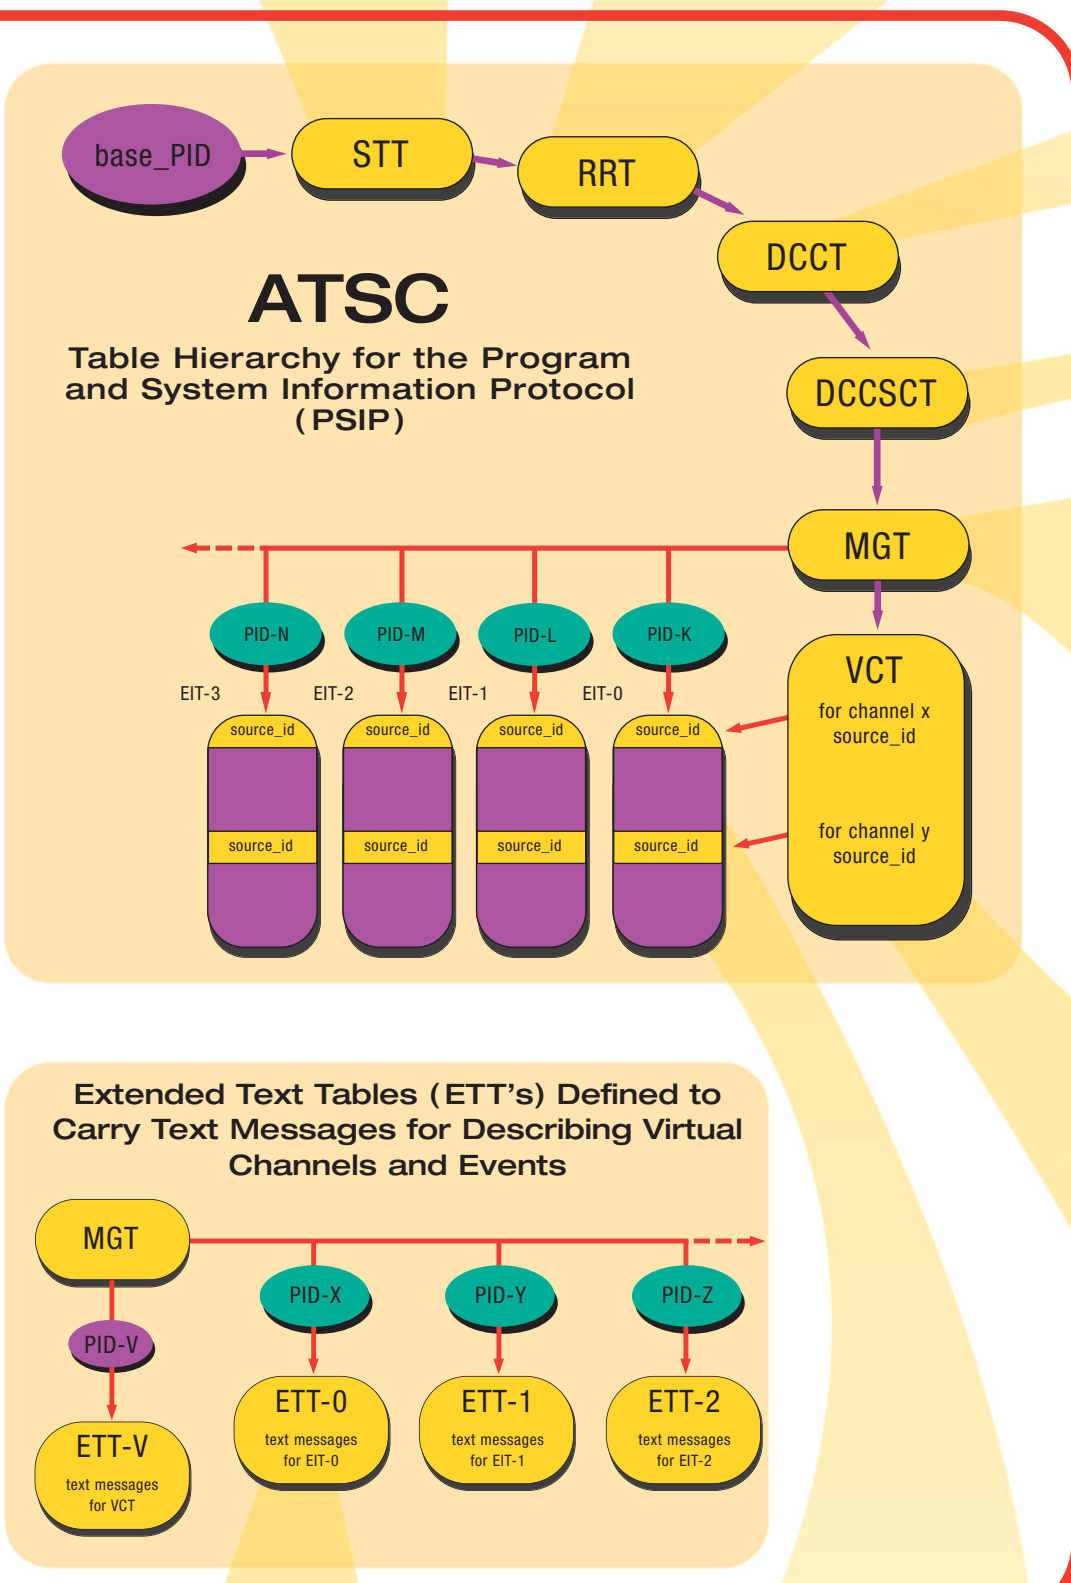 base_PID
STT
RRT
DCCT
ATSC
Table Hierarchy for the Program
and System Information Protocol
(PSIP)
DCCSCT
MGT
PID-N
PID-M
PID-L
PID-K
EIT-3
EIT-2
EIT-1
EIT-0
VCT
for channel x
source_id
source_id
source_id
source_id
source_id
for channel y
source_id
source_id
source_id
source_id
source_id
Extended Text Tables (ETT's) Defined to
Carry Text Messages for Describing Virtual
Channels and Events
MGT
PID-X
PID-Y
PID-Z
PID-V
ETT-0
text messages
for EIT-0
ETT-1
text messages
for EIT-1
ETT-2
text messages
for EIT-2
ETT-V
text messages
for VCT